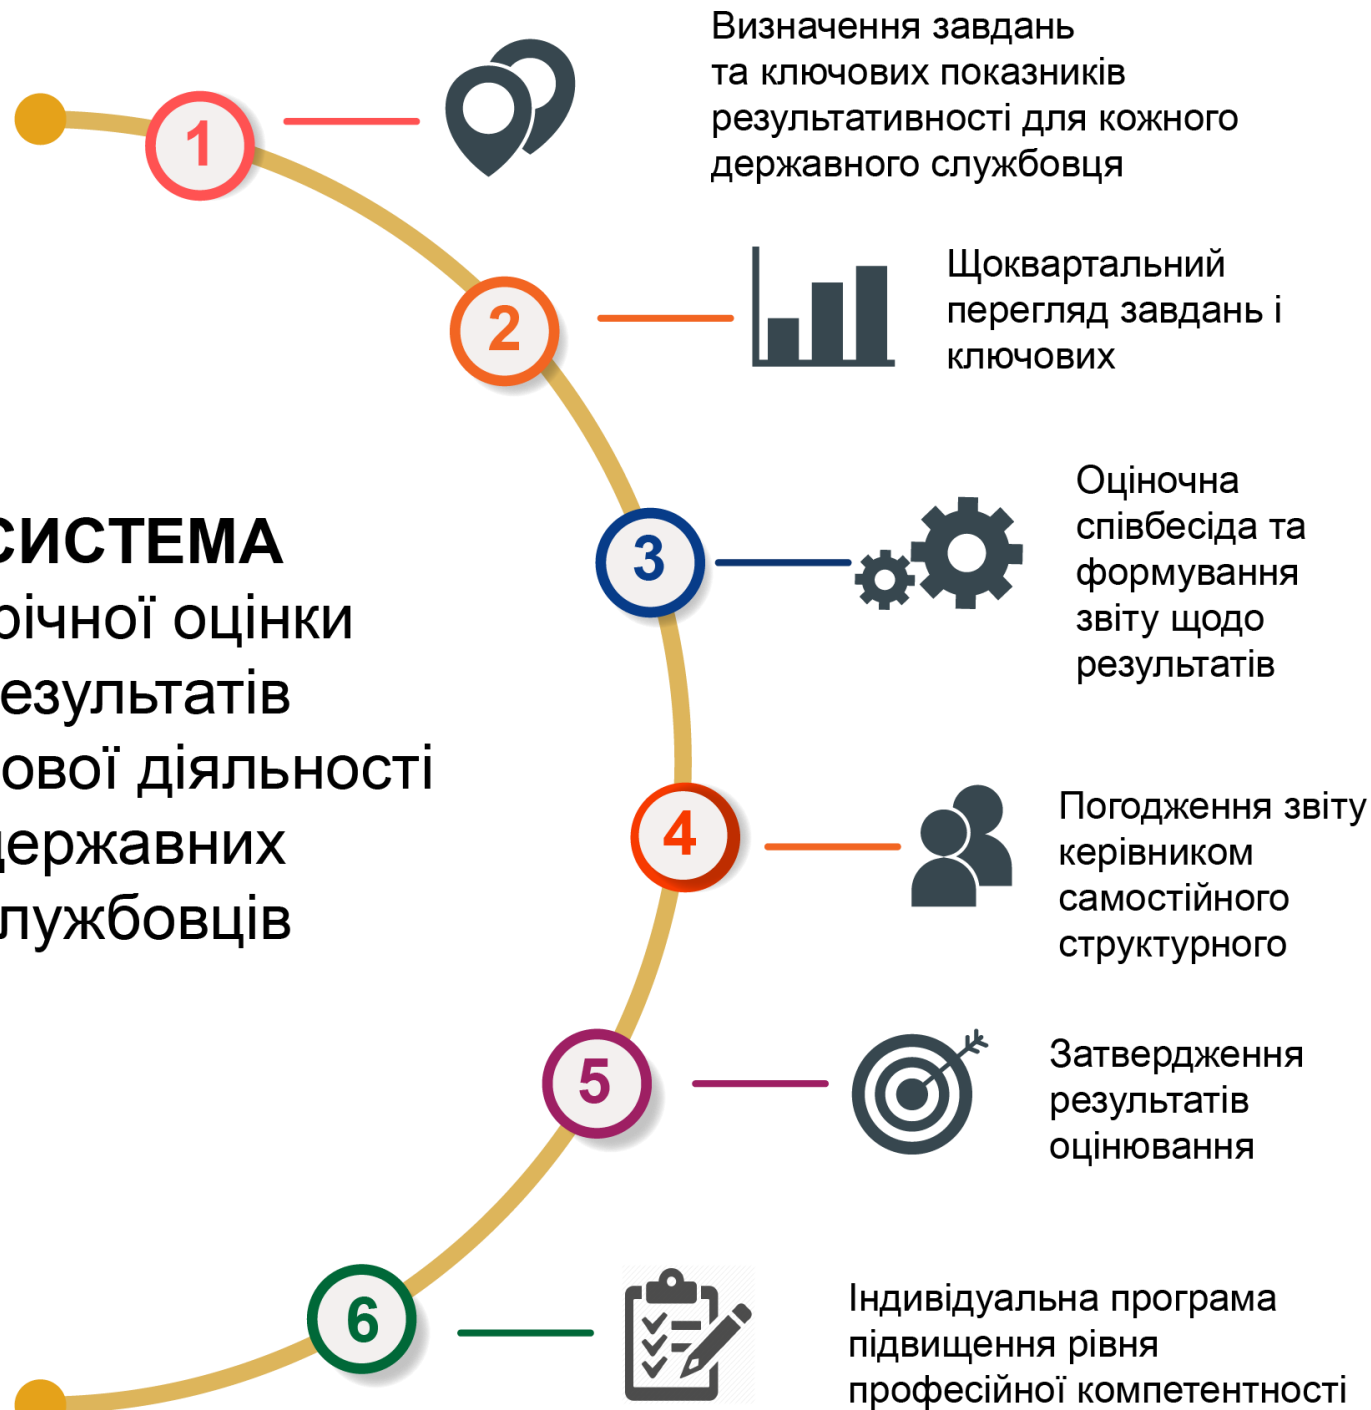 1
Визначення завдань
та ключових показників
результативності для кожного
державного службовця
2
Щоквартальний
перегляд завдань і
ключових
3
Оціночна
співбесіда та
формування
звіту щодо
результатів
СИСТЕМА
річної оцінки
езультатів
ової діяльності
державних
лужбовців
4
Погодження звіту
керівником
самостійного
структурного
5
Затвердження
результатів
оцінювання
6
Індивідуальна програма
підвищення рівня
професійної компетентності